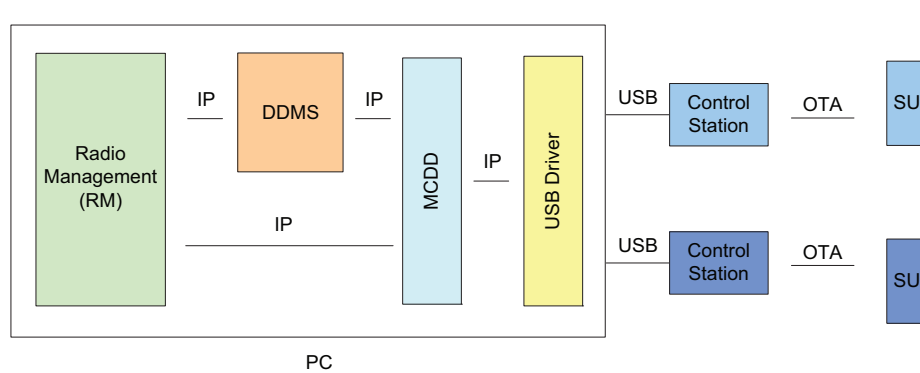 Radio
Management
(RM)
IP
DDMS
IP
IP
MCDD
IP
USB Driver
USB
Control
Station
OTA
SU
USB
Control
Station
OTA
SU
PC